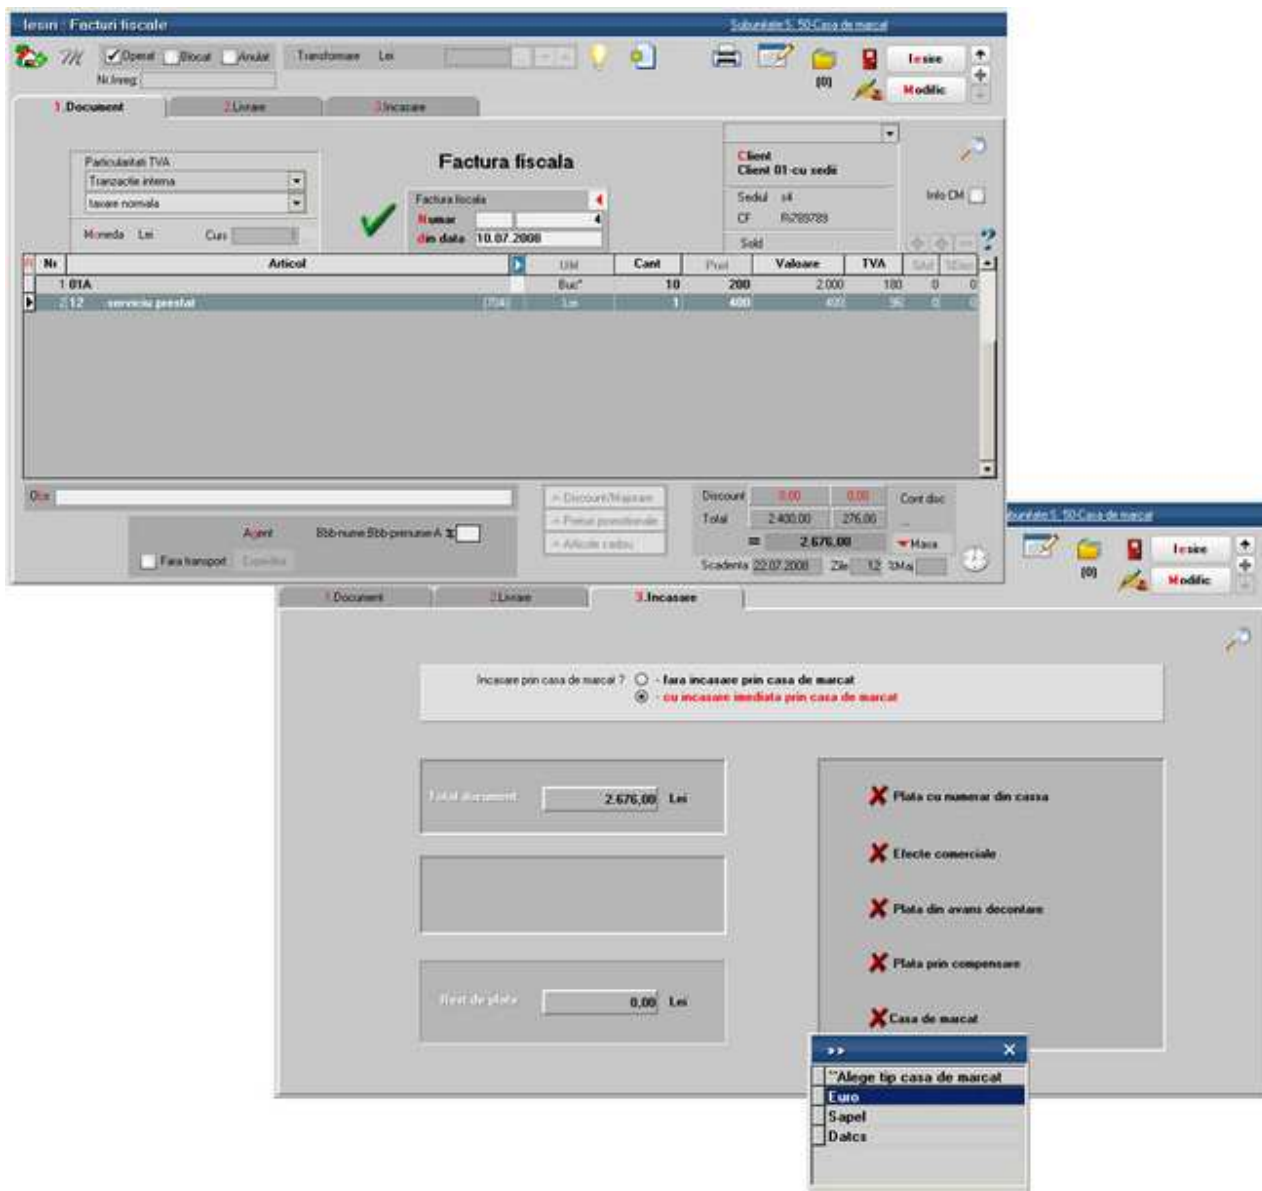 Iesiri : Facturi fiscale
Subunitate:S. 50-Casa de marcat
Operat Blocat Anulat Transformare Lei
Nr.Inreg
Iesire
(0)
Modific
1.Document 2.Livrare 3.Incasare
Particularitati TVA
Tranzactie interna
taxare normala
Moneda Lei Curs
Factura fiscala
Factura fiscala
Numar 4
din data 10.07.2008
Client
Client 01-cu sedii
Sediul s4
CF
Sold
Info CM
Nr Articol UM Cant Pret Valoare TVA
1 01A Buc* 10 200 2.000 180 0 0
2 12 serviciu prestat (704) Lei 1 400 400 96 0 0
Obs
Agent Bbb-nume Bbb-prenume A %
Fara transport
> Discount/Majorare
> Preturi promotionale
> Articole cadou
Discount 0.00 0.00 Cont disc
Total 2.400.00 276.00 ...
= 2.676,00 Masa
Scadenta 22.07.2008 Zile 12 %Maj
50-Casa de marcat
Iesire
(0)
Modific
1.Document 2.Livrare 3.Incasare
Incasare prin casa de marcat ? - fara incasare prin casa de marcat
- cu incasare imediata prin casa de marcat
Total document 2.676,00 Lei
Rest de plata 0,00 Lei
Plata cu numerar din cassa
Efecte comerciale
Plata din avans decontare
Plata prin compensare
Casa de marcat
>>
"Alege tip casa de marcat
Euro
Sapel
Datcs